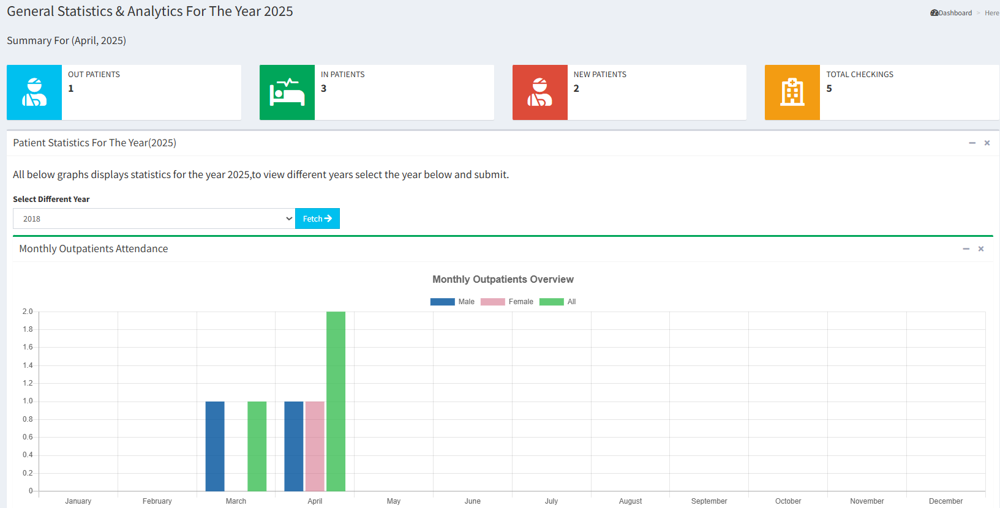 General Statistics & Analytics For The Year 2025
Dashboard > Here
Summary For (April, 2025)
OUT PATIENTS
1
IN PATIENTS
3
NEW PATIENTS
2
TOTAL CHECKINGS
5
Patient Statistics For The Year(2025)
All below graphs displays statistics for the year 2025,to view different years select the year below and submit.
Select Different Year
2018
Fetch
Monthly Outpatients Attendance
Monthly Outpatients Overview
Male Female All
2.0
1.8
1.6
1.4
1.2
1.0
0.8
0.6
0.4
0.2
0
January February March April May June July August September October November December